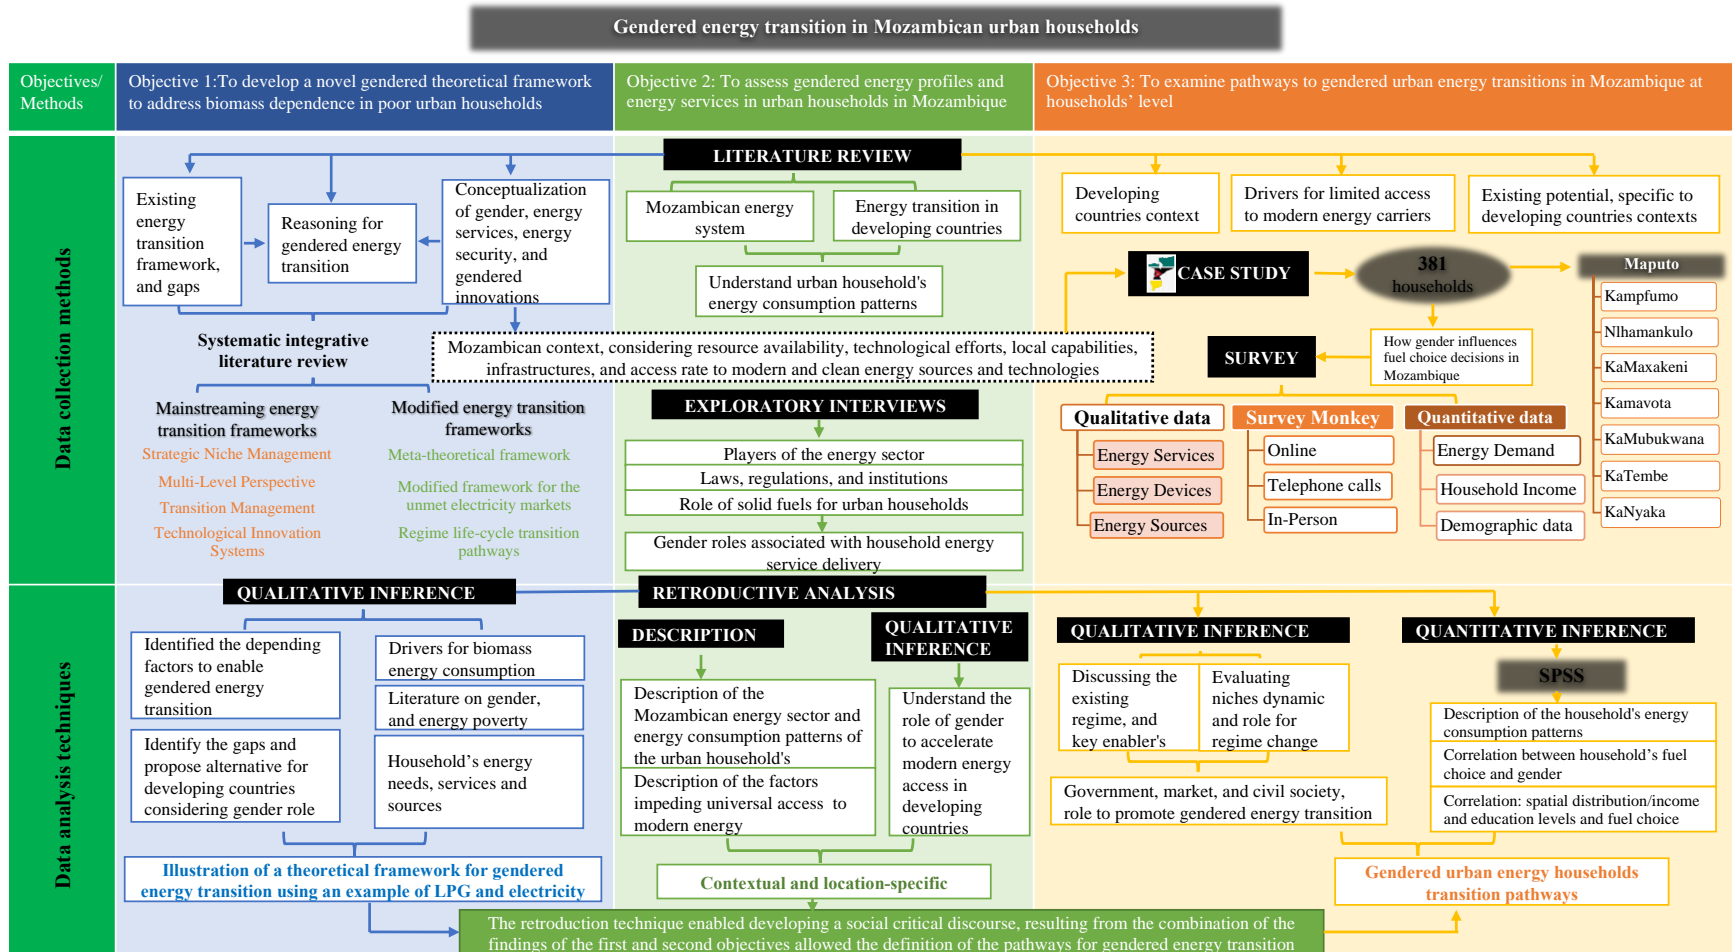 Gendered energy transition in Mozambican urban households
Objectives/
Methods
Objective 1:To develop a novel gendered theoretical framework
to address biomass dependence in poor urban households
Objective 2: To assess gendered energy profiles and
energy services in urban households in Mozambique
Objective 3: To examine pathways to gendered urban energy transitions in Mozambique at
households' level
Data collection methods
LITERATURE REVIEW
Existing
energy
transition
framework,
and gaps
Reasoning for
gendered energy
transition
Conceptualization
of gender, energy
services, energy
security, and
gendered
innovations
Systematic integrative
literature review
Mainstreaming energy
transition frameworks
Strategic Niche Management
Multi-Level Perspective
Transition Management
Technological Innovation
Systems
Modified energy transition
frameworks
Meta-theoretical framework
Modified framework for the
unmet electricity markets
Regime life-cycle transition
pathways
Mozambican energy
system
Energy transition in
developing countries
Understand urban household's
energy consumption patterns
Mozambican context, considering resource availability, technological efforts, local capabilities,
infrastructures, and access rate to modern and clean energy sources and technologies
EXPLORATORY INTERVIEWS
Players of the energy sector
Laws, regulations, and institutions
Role of solid fuels for urban households
Gender roles associated with household energy
service delivery
Developing
countries context
Drivers for limited access
to modern energy carriers
Existing potential, specific to
developing countries contexts
CASE STUDY
381
households
Maputo
Kampfumo
Nlhamankulo
KaMaxakeni
Kamavota
KaMubukwana
KaTembe
KaNyaka
SURVEY
How gender influences
fuel choice decisions in
Mozambique
Qualitative data
Energy Services
Energy Devices
Energy Sources
Survey Monkey
Online
Telephone calls
In-Person
Quantitative data
Energy Demand
Household Income
Demographic data
Data analysis techniques
QUALITATIVE INFERENCE
Identified the depending
factors to enable
gendered energy
transition
Identify the gaps and
propose alternative for
developing countries
considering gender role
Drivers for biomass
energy consumption
Literature on gender,
and energy poverty
Household's energy
needs, services and
sources
Illustration of a theoretical framework for gendered
energy transition using an example of LPG and electricity
RETRODUCTIVE ANALYSIS
DESCRIPTION
Description of the
Mozambican energy sector and
energy consumption patterns of
the urban household's
Description of the factors
impeding universal access to
modern energy
QUALITATIVE
INFERENCE
Understand the
role of gender
to accelerate
modern energy
access in
developing
countries
Contextual and location-specific
QUALITATIVE INFERENCE
Discussing the
existing
regime, and
key enabler's
Evaluating
niches dynamic
and role for
regime change
Government, market, and civil society,
role to promote gendered energy transition
QUANTITATIVE INFERENCE
SPSS
Description of the household's energy
consumption patterns
Correlation between household's fuel
choice and gender
Correlation: spatial distribution/income
and education levels and fuel choice
Gendered urban energy households
transition pathways
The retroduction technique enabled developing a social critical discourse, resulting from the combination of the
findings of the first and second objectives allowed the definition of the pathways for gendered energy transition